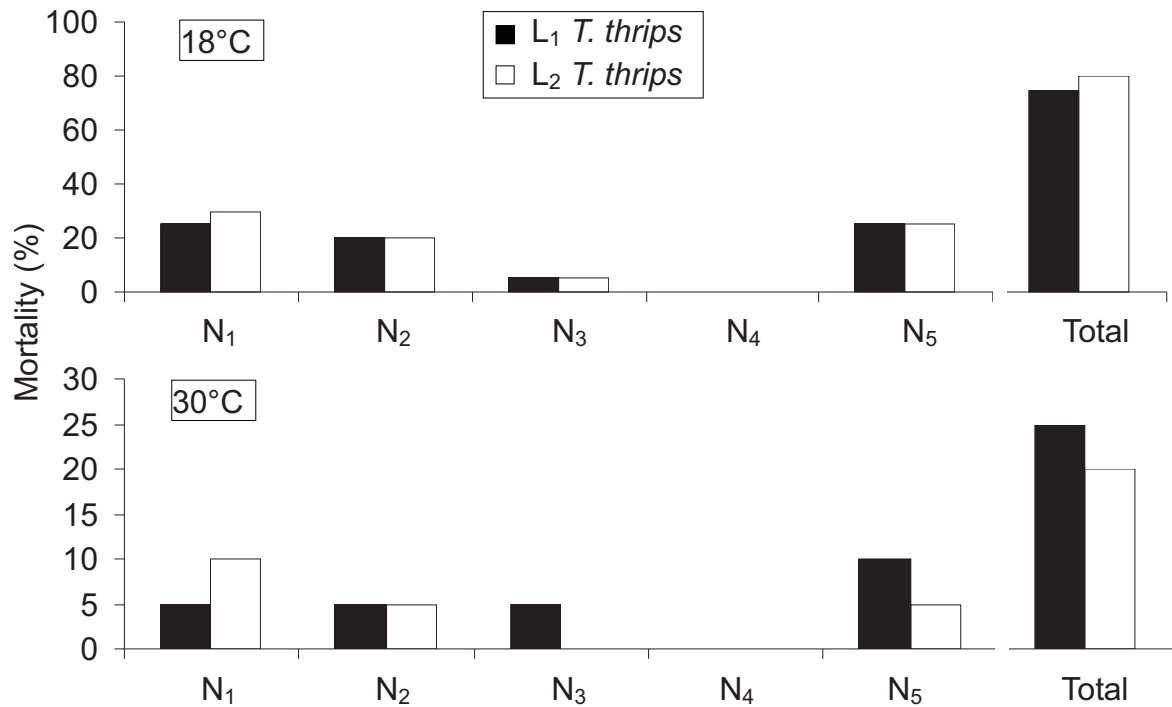 Mortality (%)
18°C
L₁ T. thrips
L₂ T. thrips
100
80
60
40
20
0
N₁ N₂ N₃ N₄ N₅ Total
30°C
30
25
20
15
10
5
0
N₁ N₂ N₃ N₄ N₅ Total